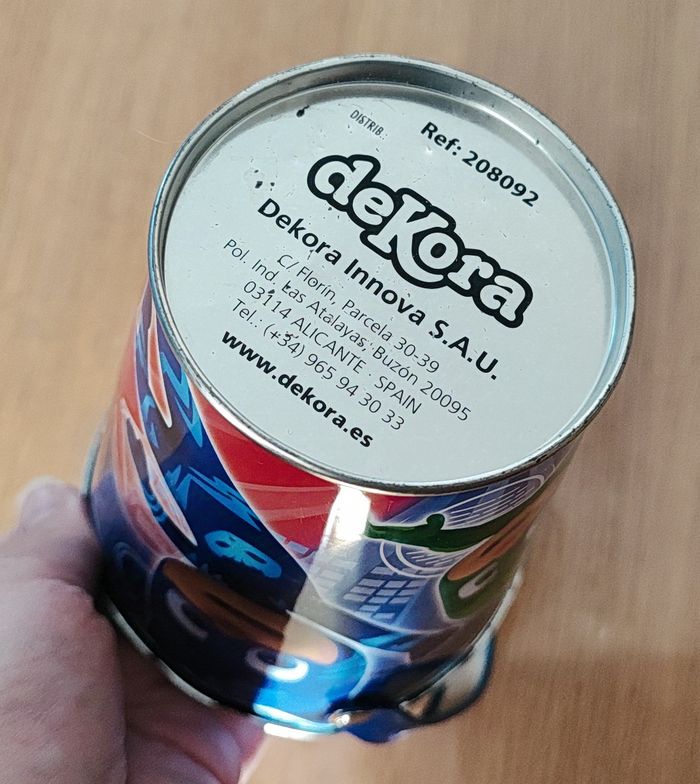 DISTRIB.:
Ref: 208092
deKora
Dekora Innova S.A.U.
C/ Florín, Parcela 30-39
Pol. Ind. Las Atalayas. Buzón 20095
03114 ALICANTE · SPAIN
Tel.: (+34) 965 94 30 33
www.dekora.es